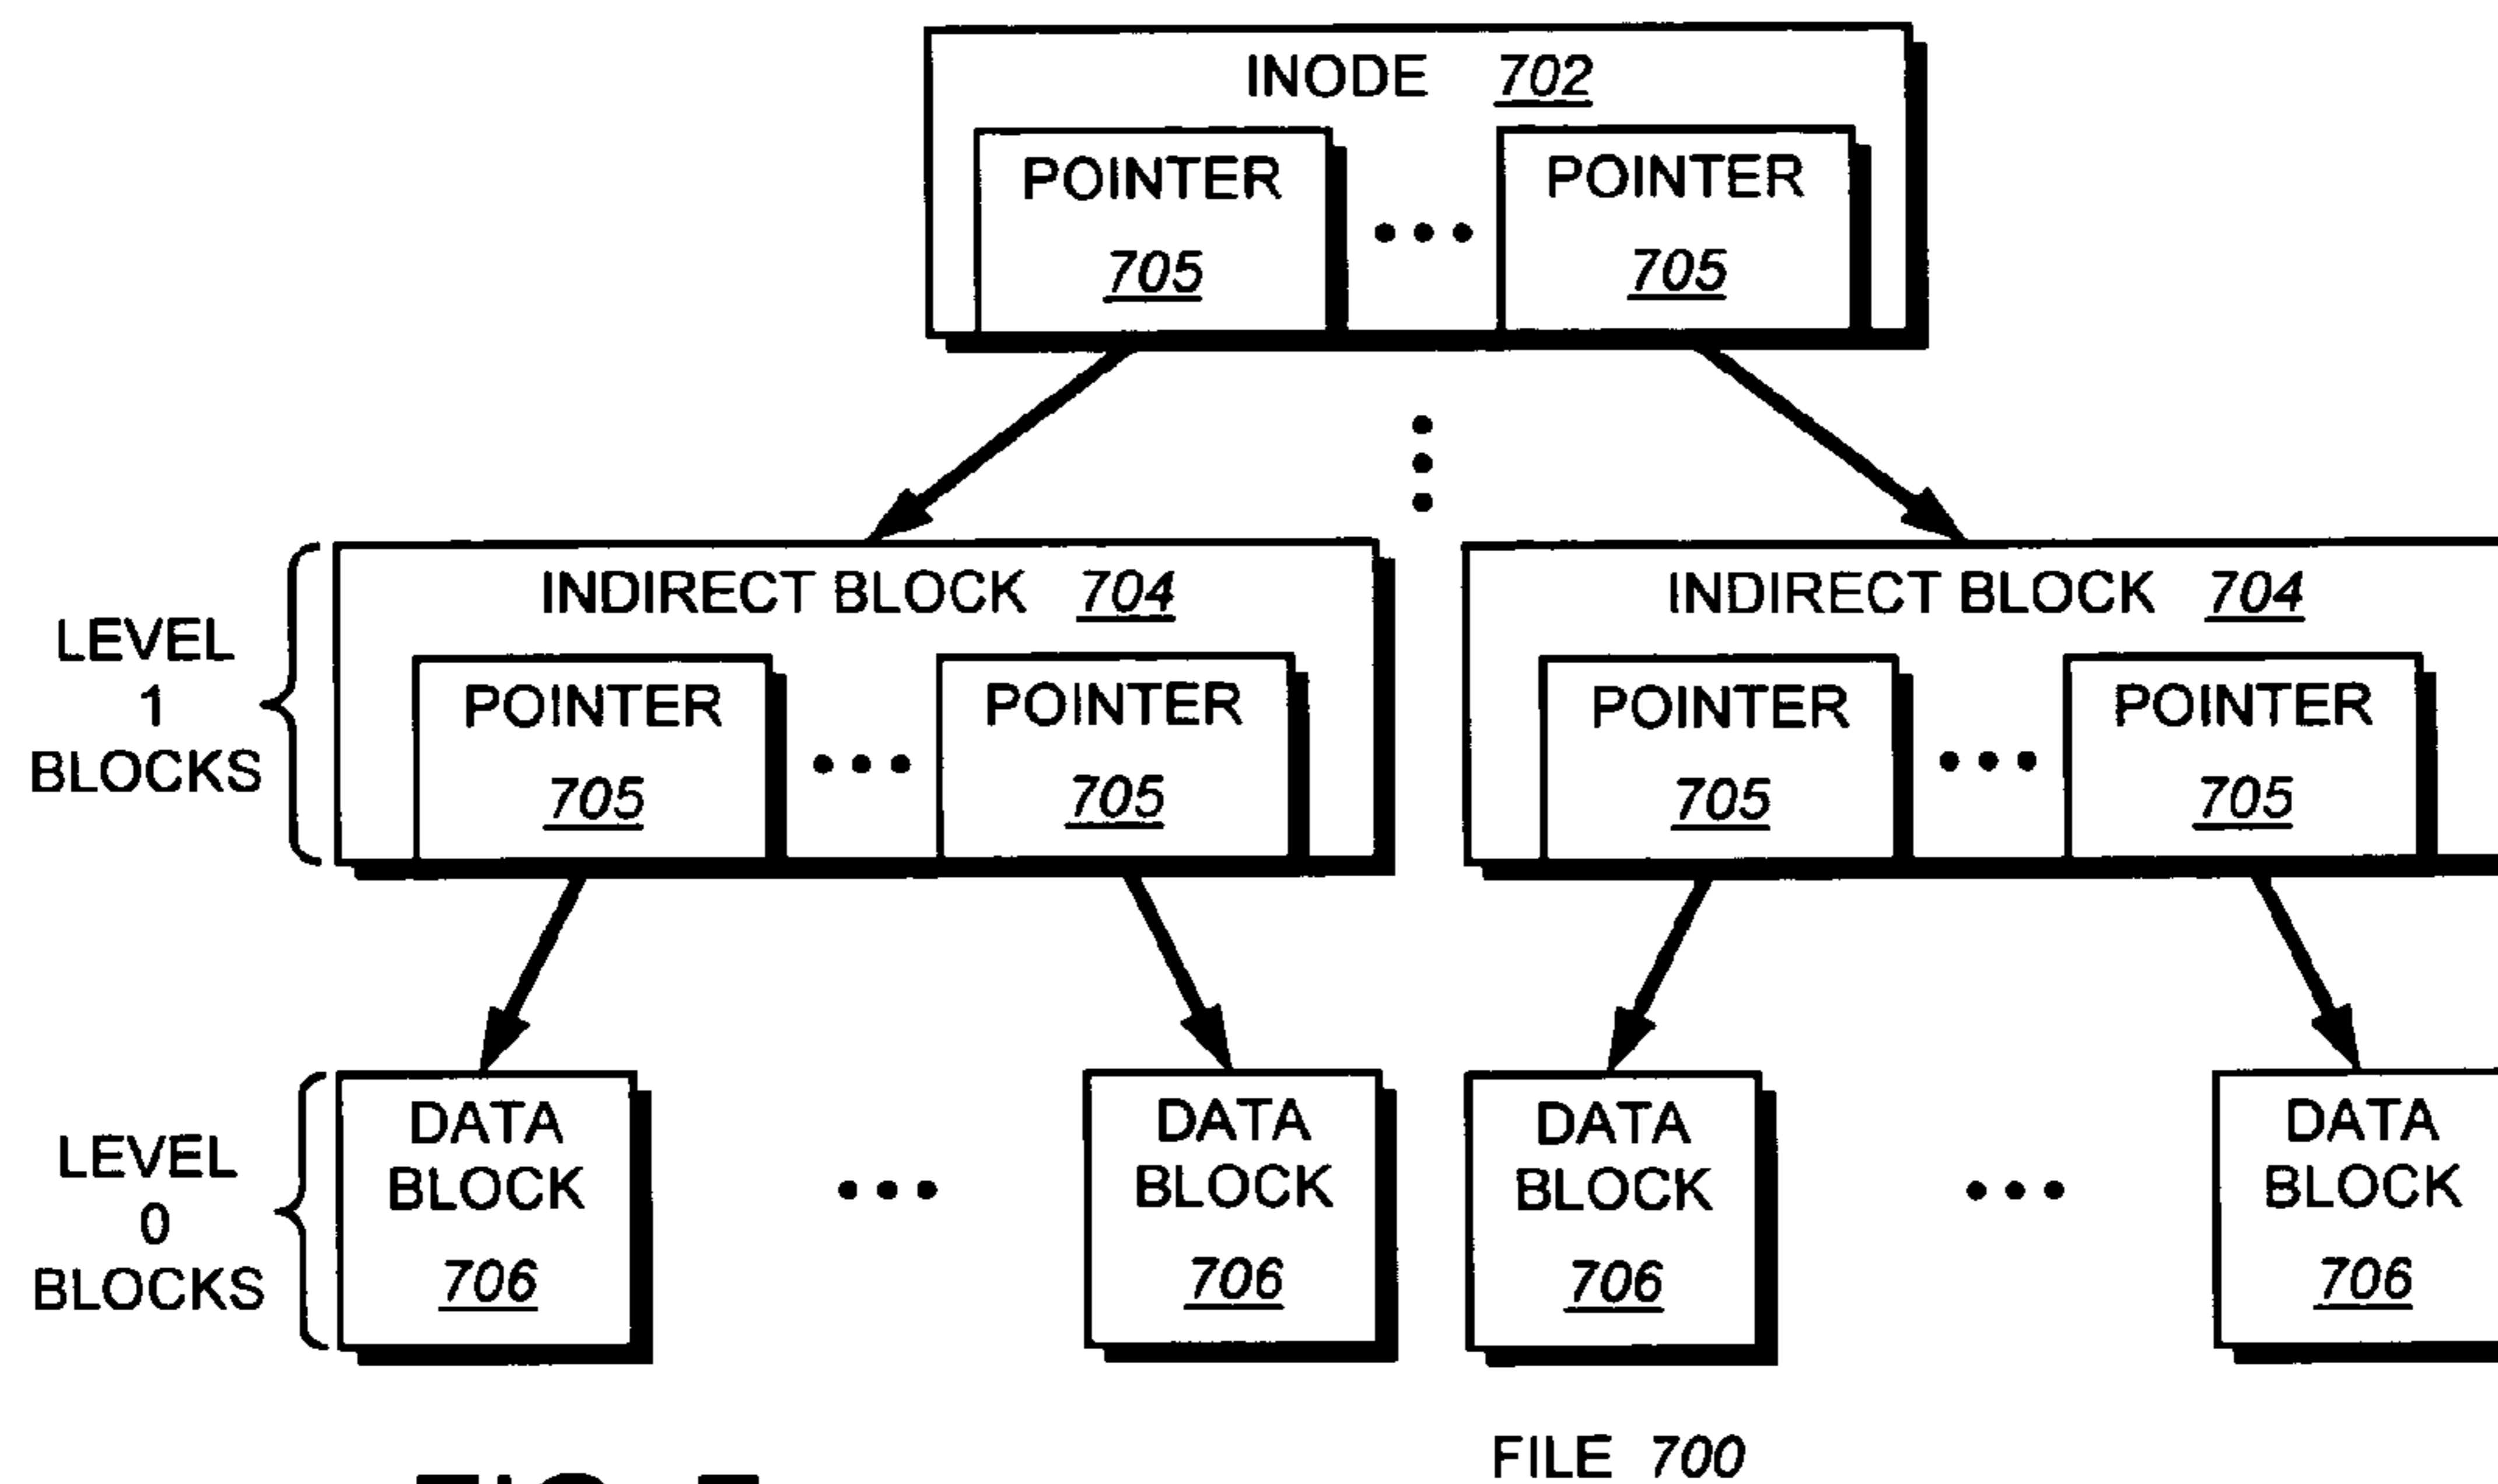 INODE 702
POINTER POINTER
705 705
INDIRECT BLOCK 704 INDIRECT BLOCK 704
LEVEL
1
BLOCKS
POINTER POINTER POINTER POINTER
705 705 705 705
LEVEL
0
BLOCKS
DATA DATA DATA DATA
BLOCK BLOCK BLOCK BLOCK
706 706 706 706
FILE 700